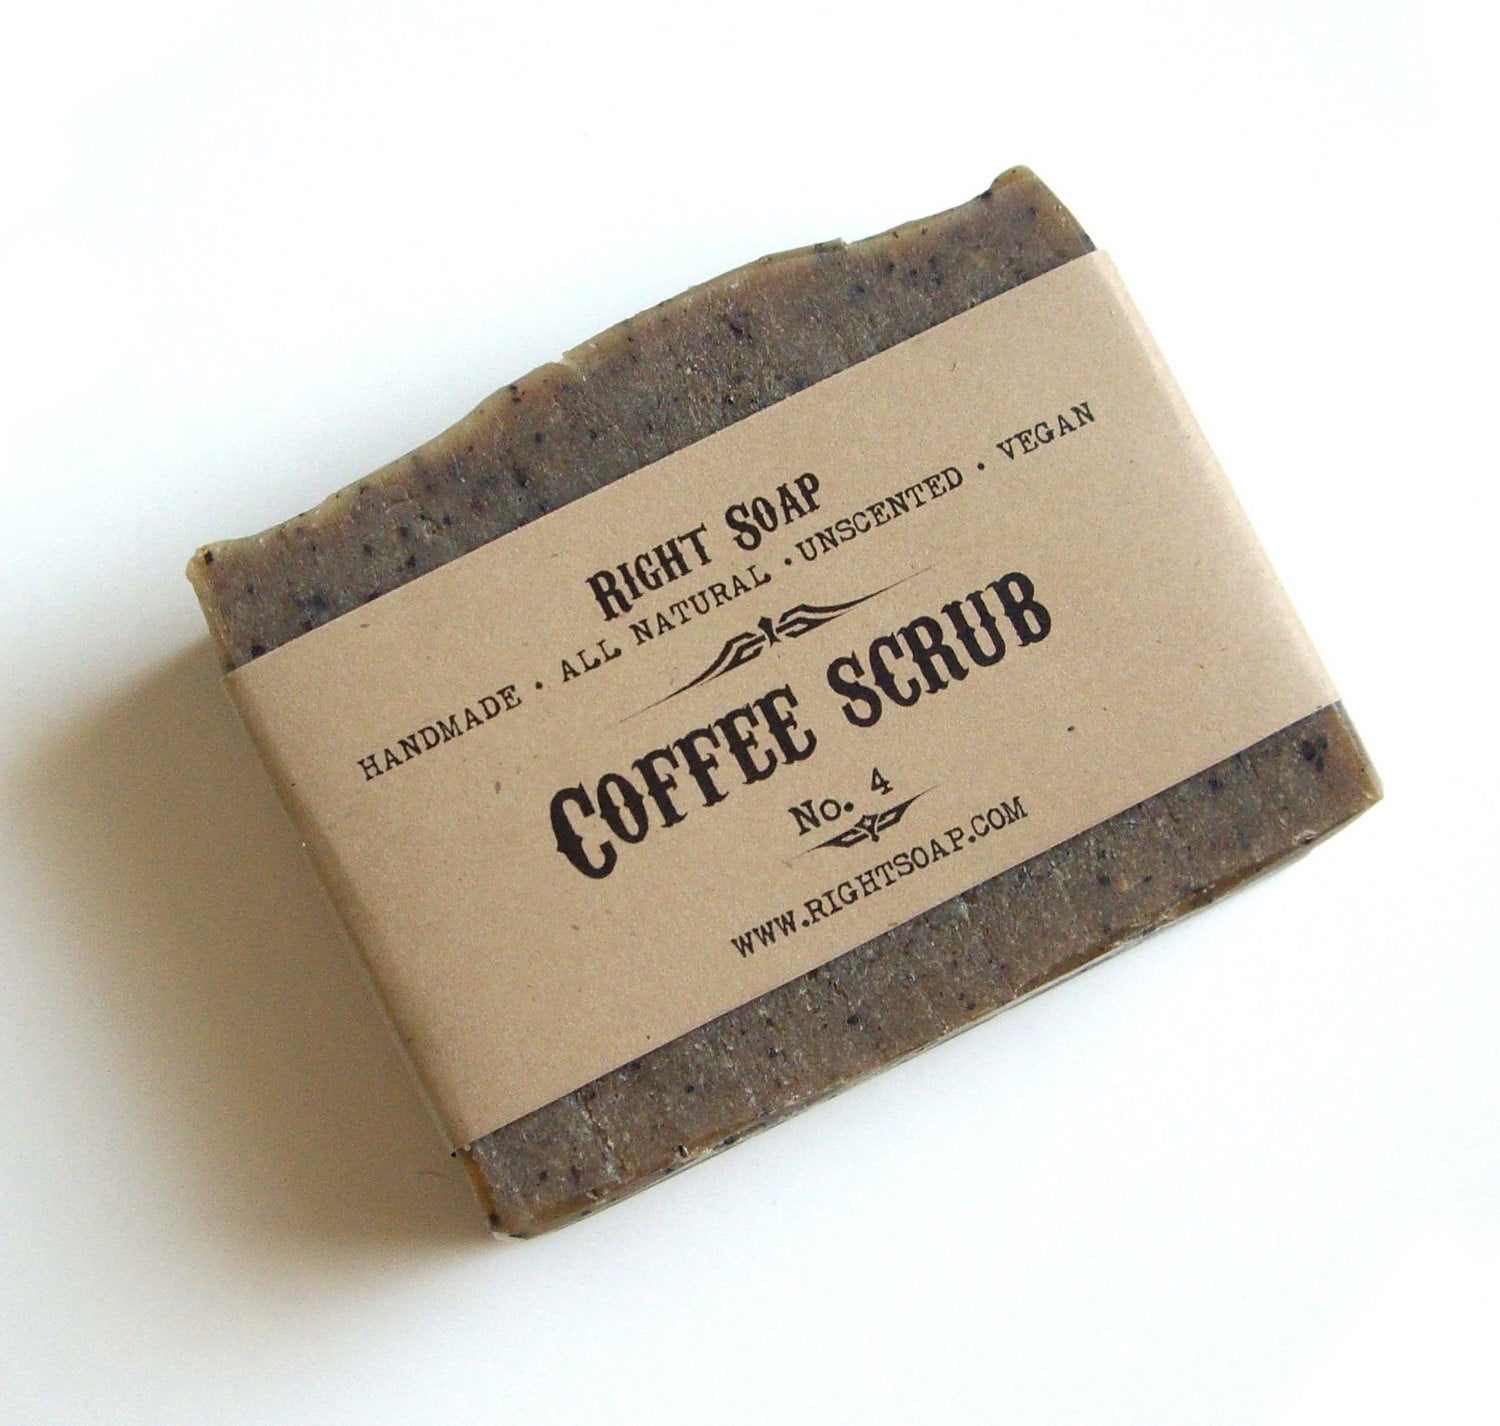 Right Soap
HANDMADE · ALL NATURAL · UNSCENTED · VEGAN
Coffee Scrub
No. 4
WWW.RIGHTSOAP.COM